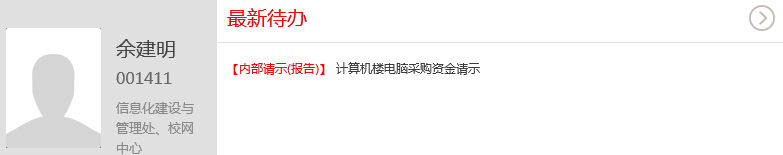 余建明
001411
信息化建设与
管理处、校网
中心
最新待办
【内部请示(报告)】 计算机楼电脑采购资金请示